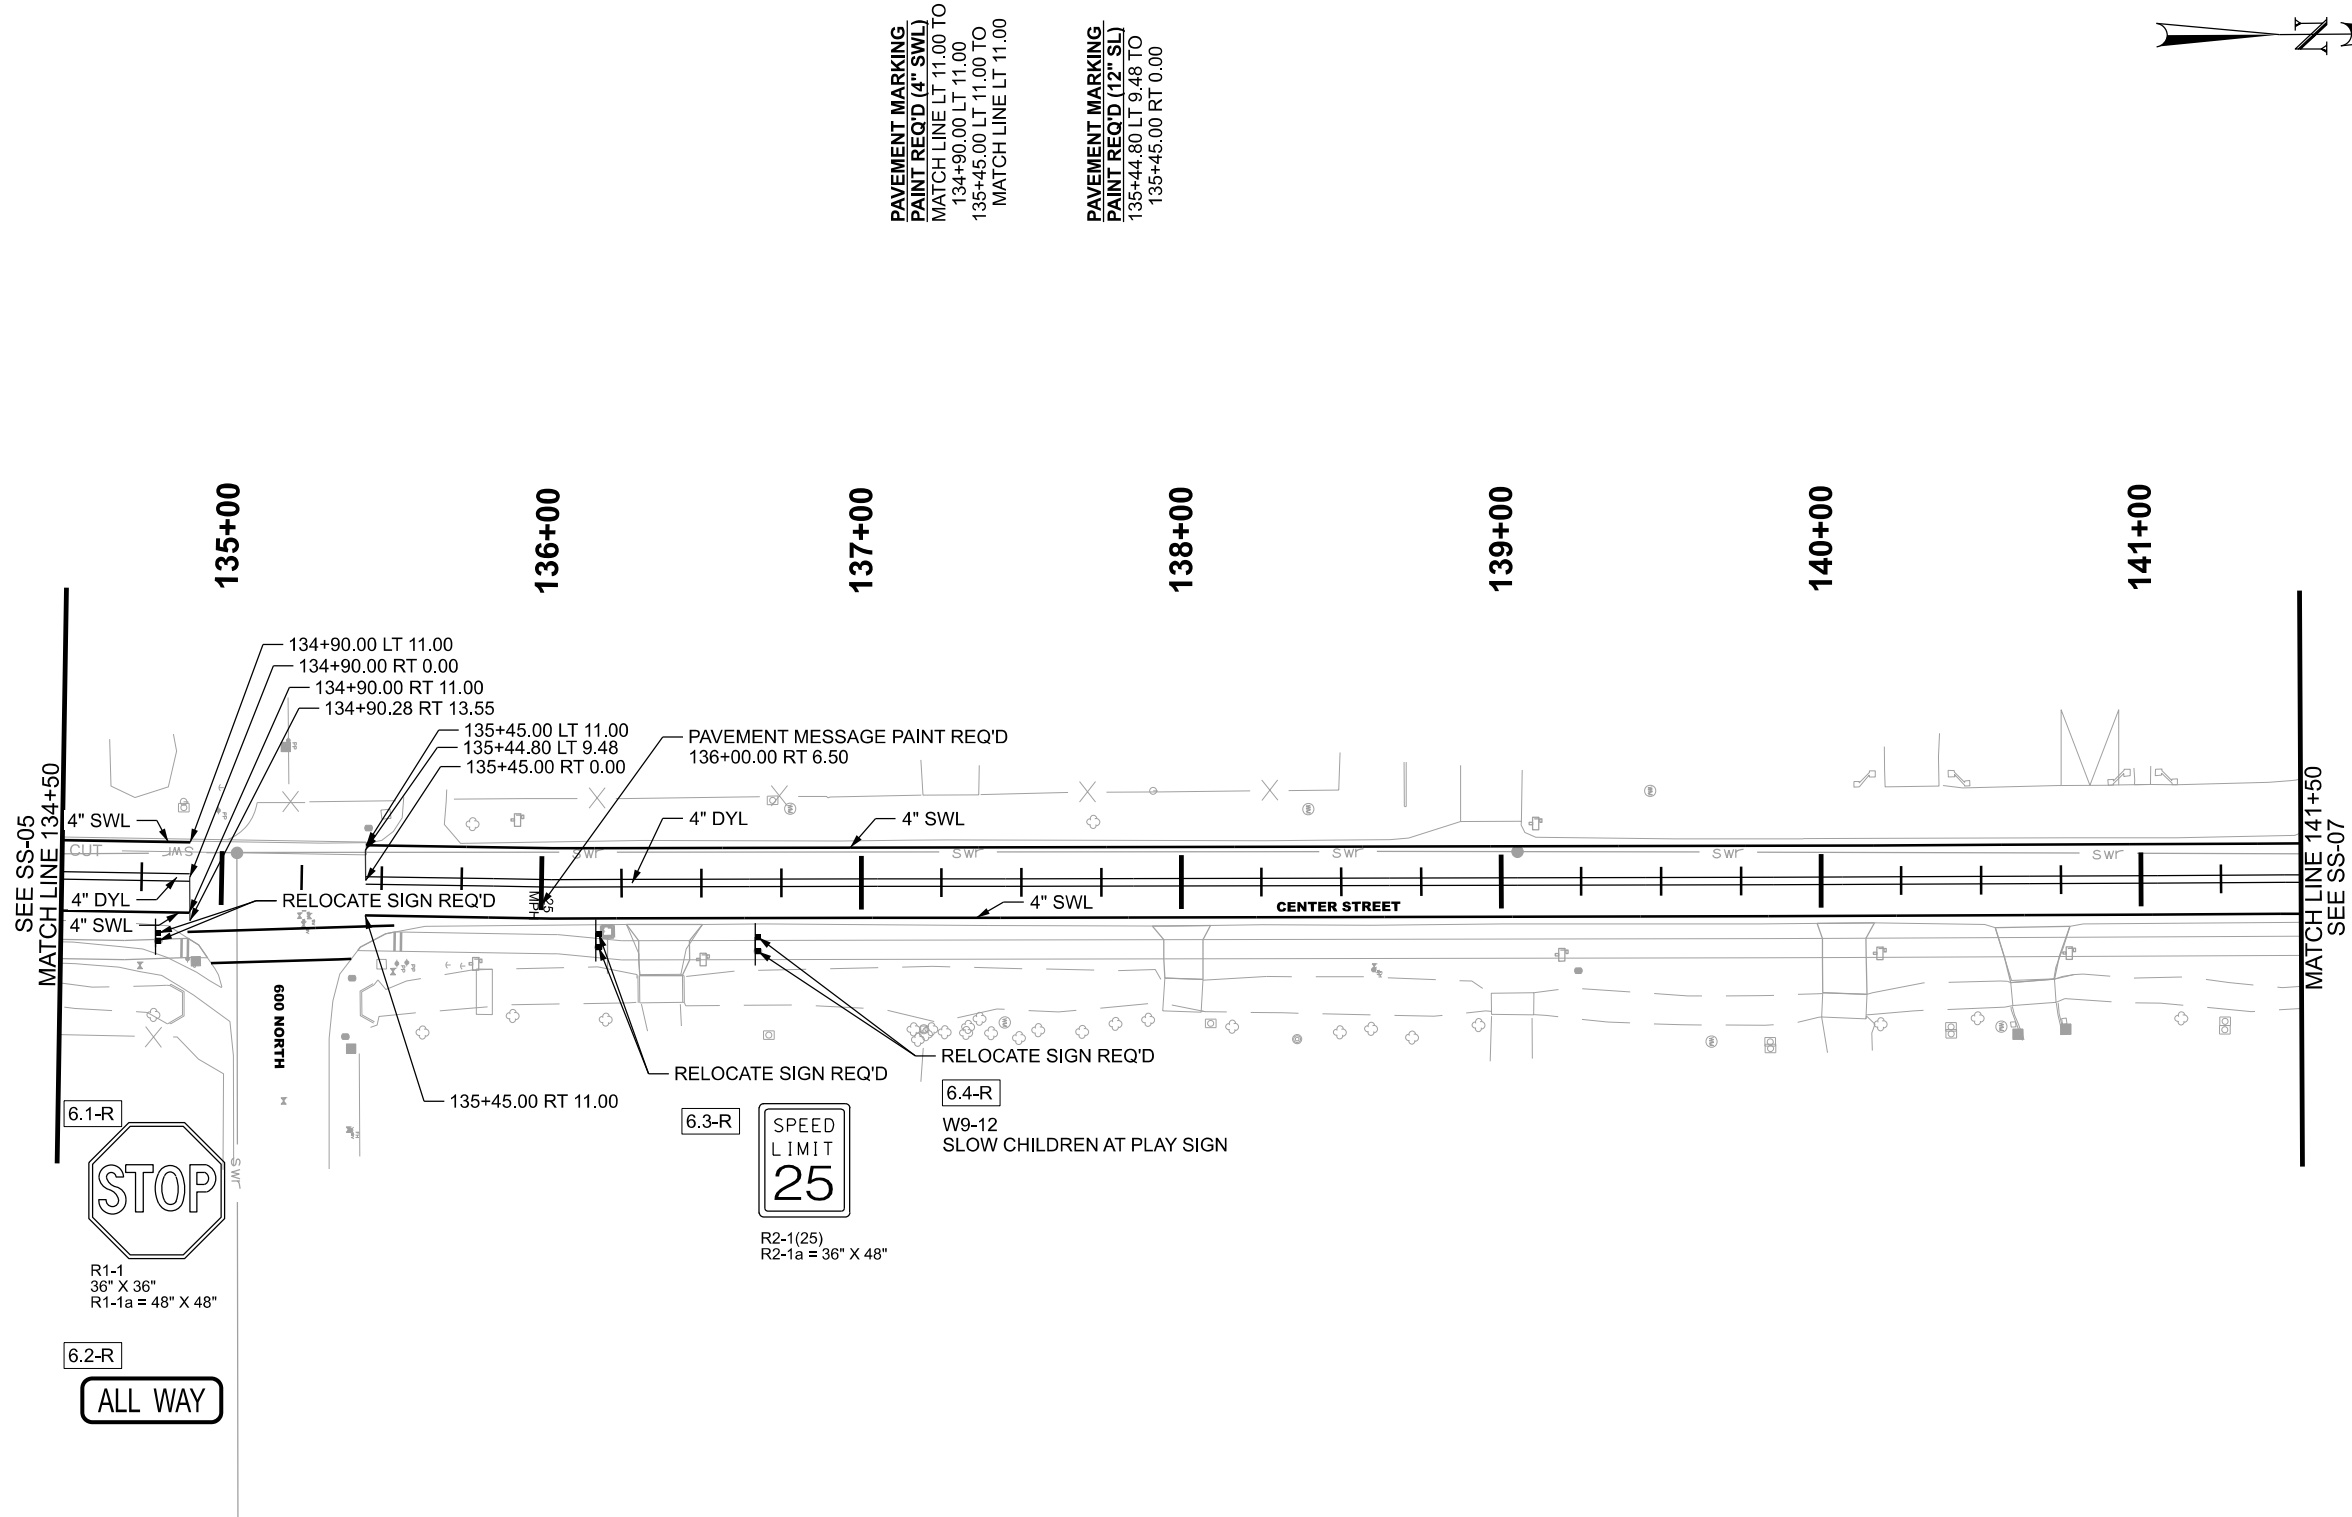 PAVEMENT MARKING
PAINT REQ'D (4" SWL)
MATCH LINE LT 11.00 TO
134+90.00 LT 11.00
135+45.00 LT 11.00 TO
MATCH LINE LT 11.00
PAVEMENT MARKING
PAINT REQ'D (12" SL)
135+44.80 LT 9.48 TO
135+45.00 RT 0.00
N
135+00
136+00
137+00
138+00
139+00
140+00
141+00
134+90.00 LT 11.00
134+90.00 RT 0.00
134+90.00 RT 11.00
134+90.28 RT 13.55
135+45.00 LT 11.00
135+44.80 LT 9.48
135+45.00 RT 0.00
PAVEMENT MESSAGE PAINT REQ'D
136+00.00 RT 6.50
SEE SS-05
MATCH LINE 134+50
MATCH LINE 141+50
SEE SS-07
4" SWL
4" DYL
4" SWL
CUT
SWL
swr
swr
swr
swr
swr
4" DYL
4" SWL
RELOCATE SIGN REQ'D
25
MPH
4" SWL
CENTER STREET
600 NORTH
RELOCATE SIGN REQ'D
RELOCATE SIGN REQ'D
135+45.00 RT 11.00
swr
6.1-R
STOP
R1-1
36" X 36"
R1-1a = 48" X 48"
6.2-R
ALL WAY
6.3-R
SPEED
LIMIT
25
R2-1(25)
R2-1a = 36" X 48"
6.4-R
W9-12
SLOW CHILDREN AT PLAY SIGN